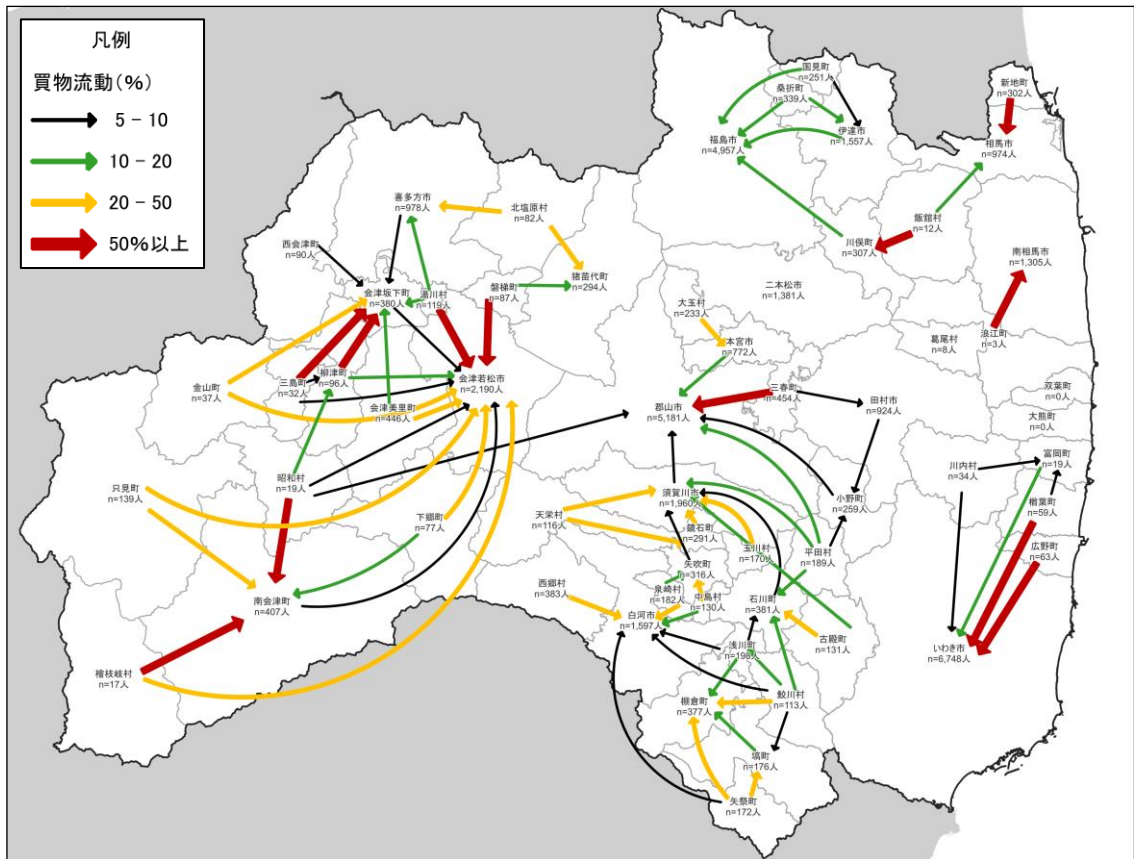 凡例
買物流動(%)
5 - 10
10 - 20
20 - 50
50%以上
国見町
n=251人
桑折町
n=339人
伊達市
n=1,557人
福島市
n=4,957人
新地町
n=302人
相馬市
n=974人
飯舘村
n=12人
川俣町
n=307人
南相馬市
n=1,305人
喜多方市
n=978人
北塩原村
n=82人
西会津町
n=90人
猪苗代町
n=294人
磐梯町
n=87人
会津坂下町
n=380人
湯川村
n=119人
二本松市
n=1,381人
大玉村
n=233人
本宮市
n=772人
浪江町
n=3人
葛尾村
n=8人
双葉町
n=0人
大熊町
n=0人
金山町
n=37人
三島町
n=32人
柳津町
n=96人
会津若松市
n=2,190人
会津美里町
n=446人
三春町
n=454人
田村市
n=924人
郡山市
n=5,181人
富岡町
n=19人
川内村
n=34人
楢葉町
n=59人
広野町
n=63人
只見町
n=139人
昭和村
n=19人
下郷町
n=77人
須賀川市
n=1,960人
小野町
n=259人
天栄村
n=116人
鏡石町
n=291人
玉川村
n=170人
平田村
n=189人
矢吹町
n=316人
西郷村
n=383人
泉崎村
n=182人
中島村
n=130人
石川町
n=381人
南会津町
n=407人
白河市
n=1,597人
古殿町
n=131人
いわき市
n=6,748人
浅川町
n=198人
檜枝岐村
n=17人
棚倉町
n=377人
鮫川村
n=113人
塙町
n=176人
矢祭町
n=172人